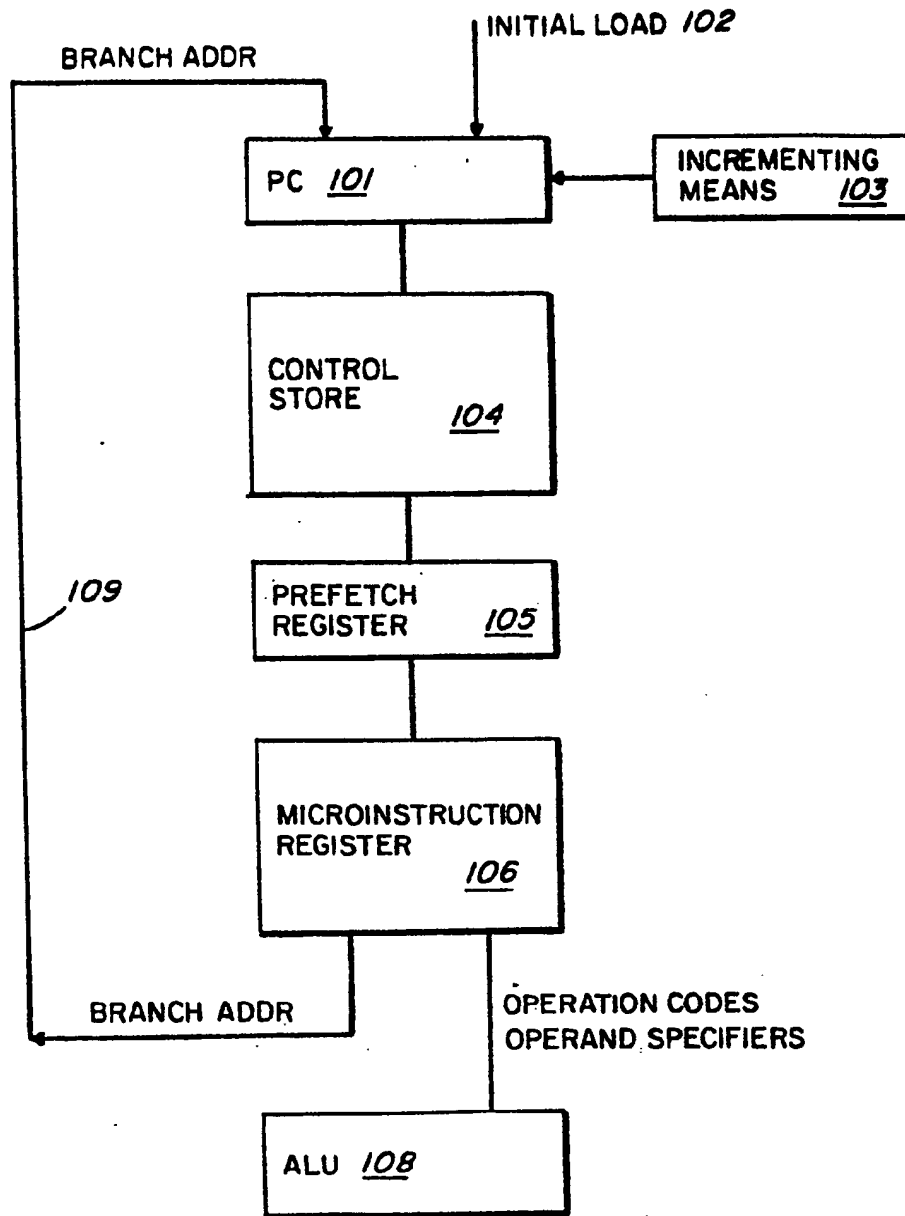 INITIAL LOAD 102
BRANCH ADDR
PC 101
INCREMENTING
MEANS 103
CONTROL
STORE
104
109
PREFETCH
REGISTER 105
MICROINSTRUCTION
REGISTER
106
BRANCH ADDR
OPERATION CODES
OPERAND SPECIFIERS
ALU 108